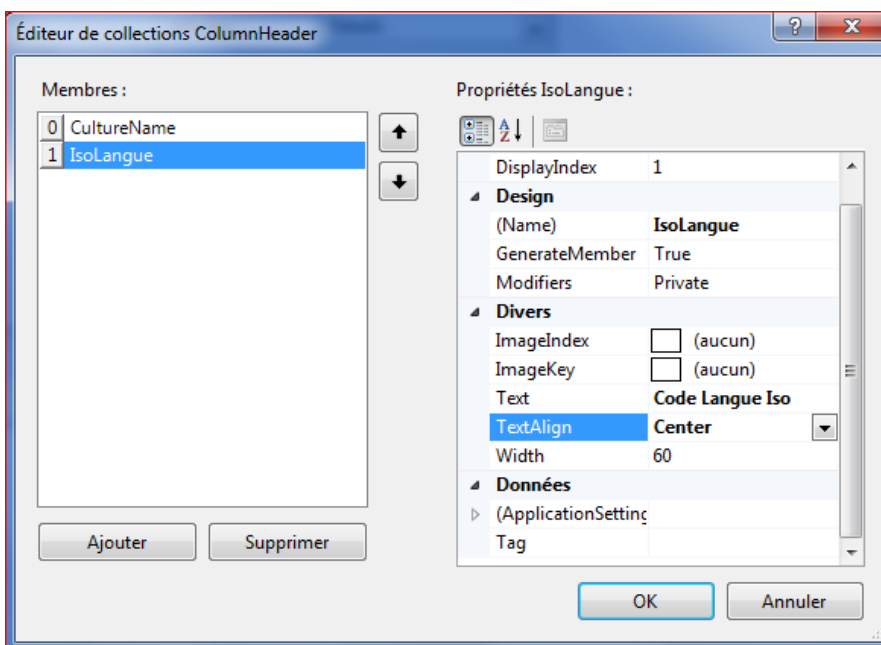 Éditeur de collections ColumnHeader
Membres :
0 CultureName
1 IsoLangue
Ajouter Supprimer
Propriétés IsoLangue :
DisplayIndex 1
Design
(Name) IsoLangue
GenerateMember True
Modifiers Private
Divers
ImageIndex (aucun)
ImageKey (aucun)
Text Code Langue Iso
TextAlign Center
Width 60
Données
(ApplicationSetting
Tag
OK Annuler